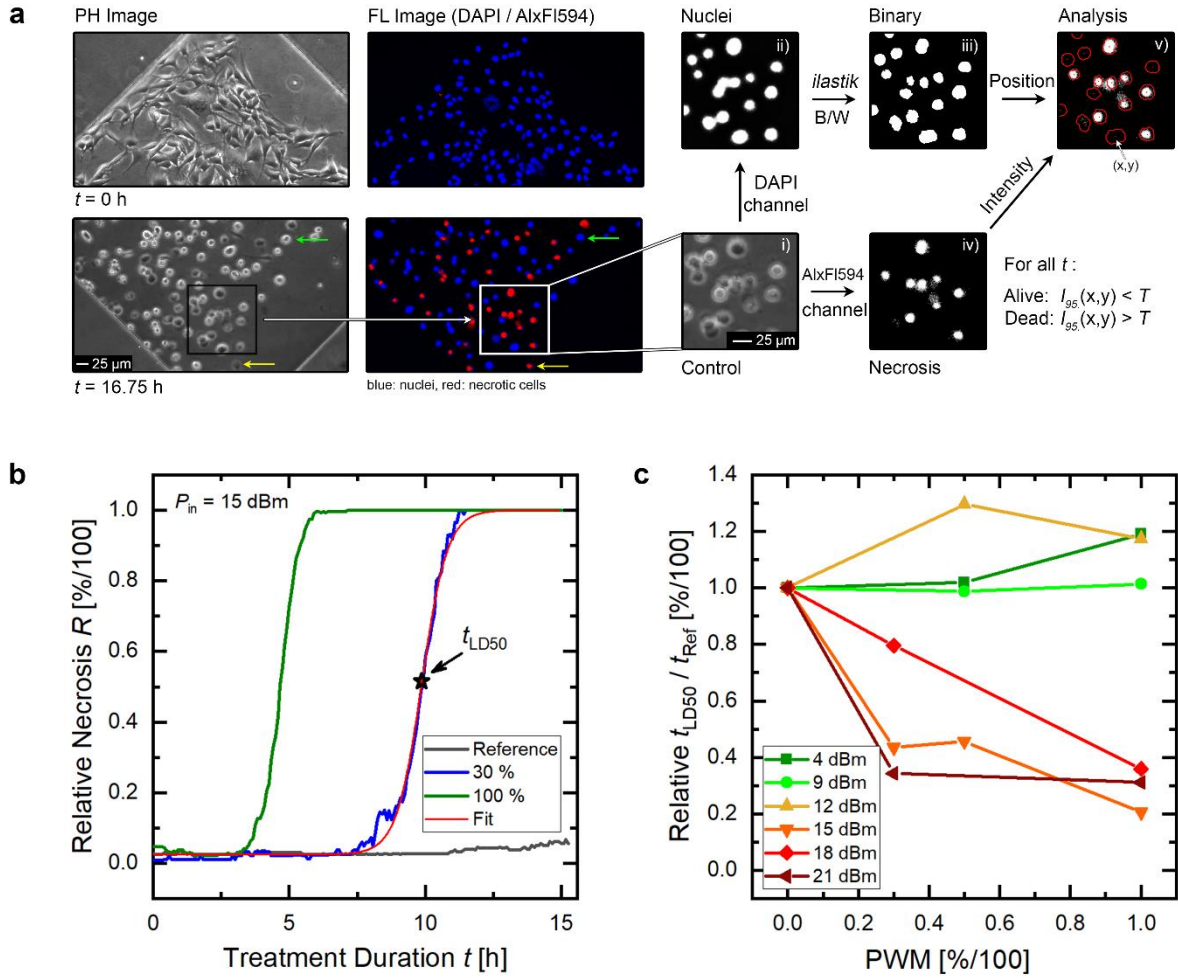 a
PH Image
FL Image (DAPI / AlxFl594)
Nuclei
Binary
Analysis
ii)
iii)
v)
ilastik
B/W
Position
(x,y)
t = 0 h
DAPI
channel
Intensity
i)
AlxFl594
channel
iv)
For all t :
Alive: I95.(x,y) < T
Dead: I95.(x,y) > T
25 µm
25 µm
t = 16.75 h
blue: nuclei, red: necrotic cells
Control
Necrosis
b
Pin = 15 dBm
Relative Necrosis R [%/100]
1.0
0.8
0.6
0.4
0.2
0.0
tLD50
Reference
30 %
100 %
Fit
0
5
10
15
Treatment Duration t [h]
c
Relative tLD50 / tRef [%/100]
1.4
1.2
1.0
0.8
0.6
0.4
0.2
0.0
4 dBm
9 dBm
12 dBm
15 dBm
18 dBm
21 dBm
0.0
0.2
0.4
0.6
0.8
1.0
PWM [%/100]